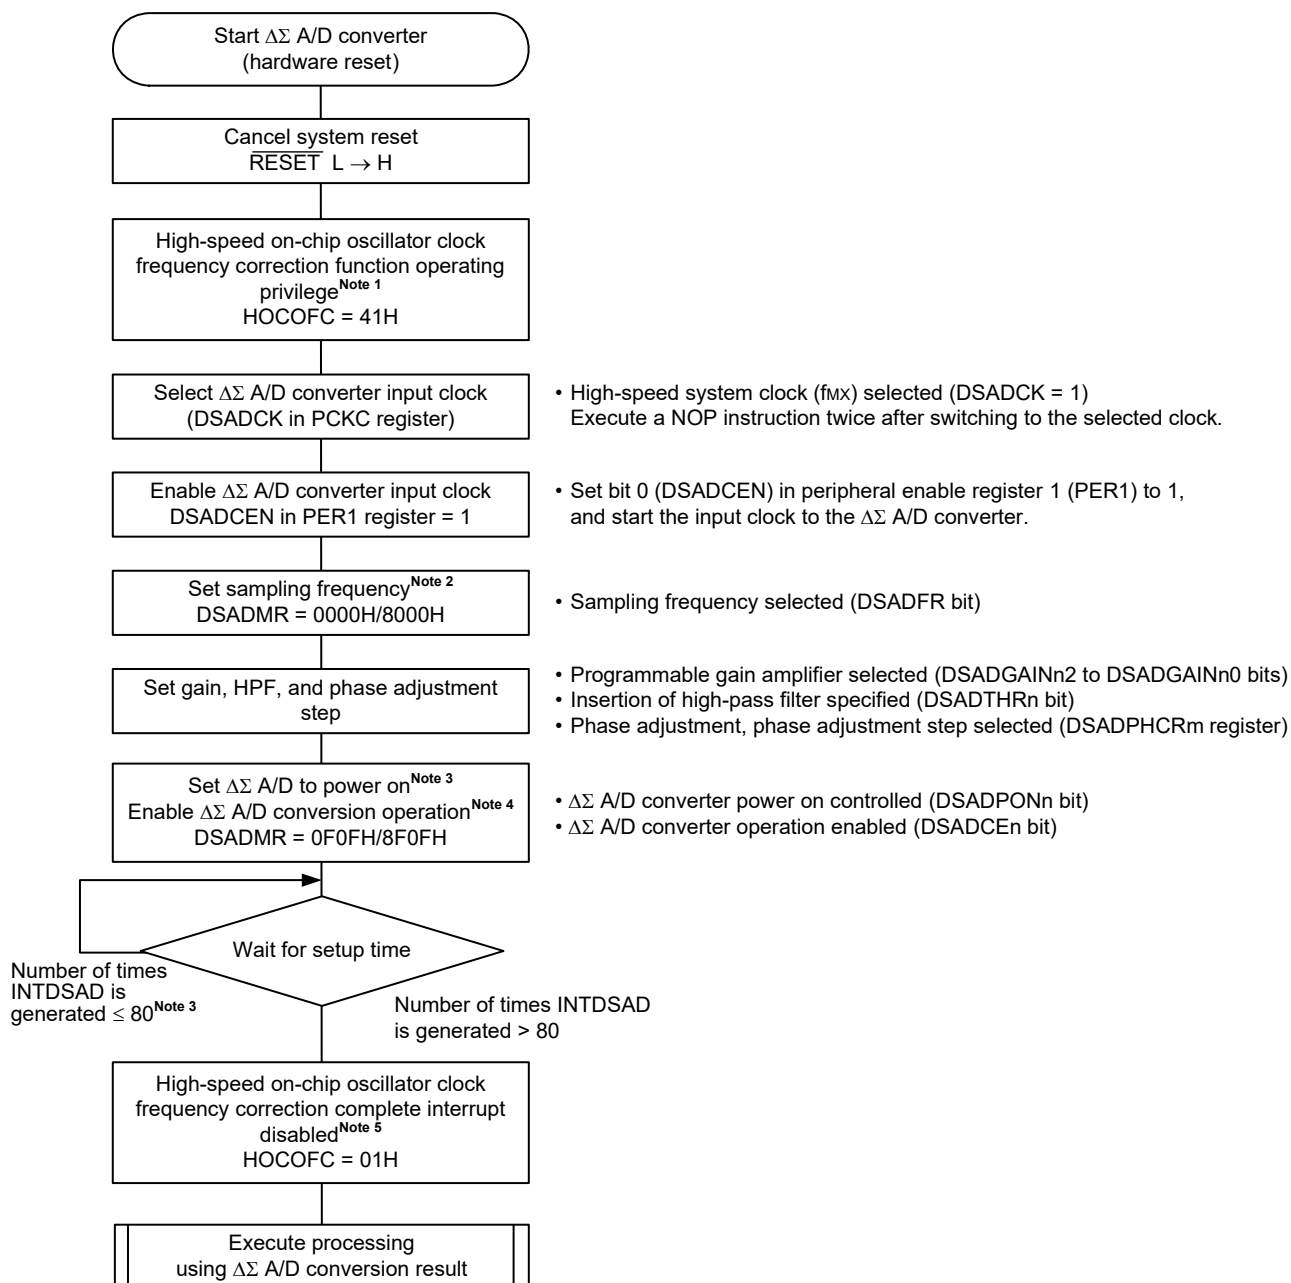 Start ΔΣ A/D converter
(hardware reset)
Cancel system reset
RESET L → H
High-speed on-chip oscillator clock
frequency correction function operating
privilegeNote 1
HOCOFC = 41H
Select ΔΣ A/D converter input clock
(DSADCK in PCKC register)
• High-speed system clock (fMX) selected (DSADCK = 1)
Execute a NOP instruction twice after switching to the selected clock.
Enable ΔΣ A/D converter input clock
DSADCEN in PER1 register = 1
• Set bit 0 (DSADCEN) in peripheral enable register 1 (PER1) to 1,
and start the input clock to the ΔΣ A/D converter.
Set sampling frequencyNote 2
DSADMR = 0000H/8000H
• Sampling frequency selected (DSADFR bit)
Set gain, HPF, and phase adjustment
step
• Programmable gain amplifier selected (DSADGAINn2 to DSADGAINn0 bits)
• Insertion of high-pass filter specified (DSADTHRn bit)
• Phase adjustment, phase adjustment step selected (DSADPHCRm register)
Set ΔΣ A/D to power onNote 3
Enable ΔΣ A/D conversion operationNote 4
DSADMR = 0F0FH/8F0FH
• ΔΣ A/D converter power on controlled (DSADPONn bit)
• ΔΣ A/D converter operation enabled (DSADCEn bit)
Wait for setup time
Number of times
INTDSAD is
generated ≤ 80Note 3
Number of times INTDSAD
is generated > 80
High-speed on-chip oscillator clock
frequency correction complete interrupt
disabledNote 5
HOCOFC = 01H
Execute processing
using ΔΣ A/D conversion result